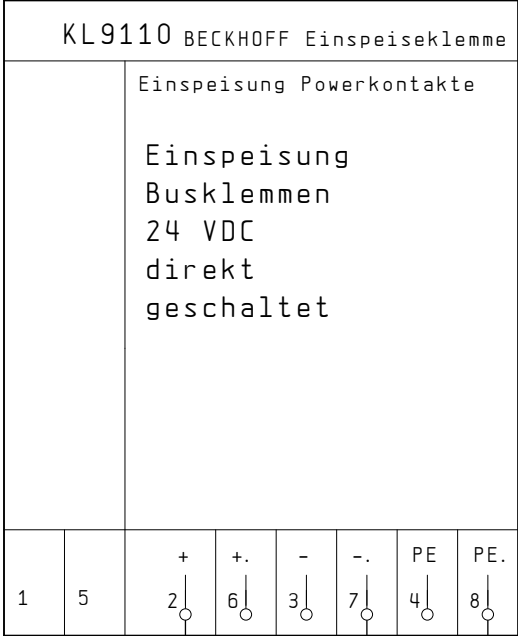 KL9110 BECKHOFF Einspeiseklemme
Einspeisung Powerkontakte
Einspeisung
Busklemmen
24 VDC
direkt
geschaltet
+ +. - -. PE PE.
1 5 2 6 3 7 4 8